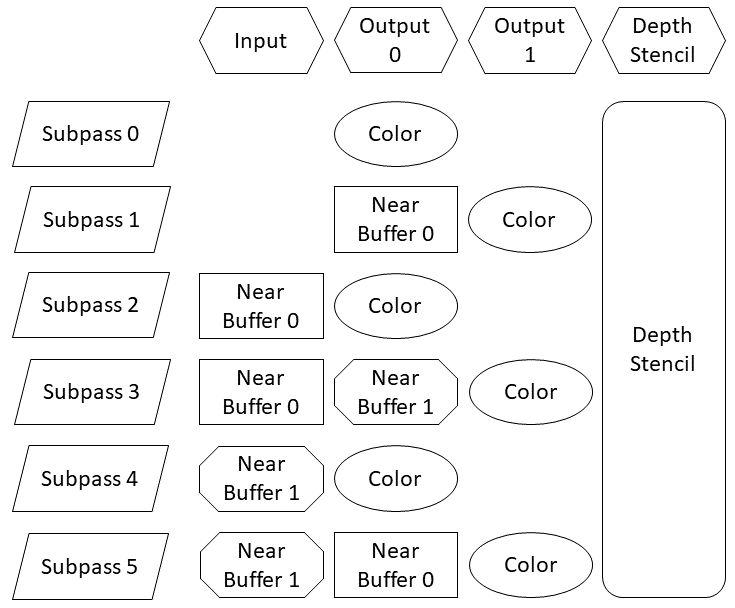 Input
Output
0
Output
1
Depth
Stencil
Subpass 0
Color
Subpass 1
Near
Buffer 0
Color
Subpass 2
Near
Buffer 0
Color
Depth
Stencil
Subpass 3
Near
Buffer 0
Near
Buffer 1
Color
Subpass 4
Near
Buffer 1
Color
Subpass 5
Near
Buffer 1
Near
Buffer 0
Color